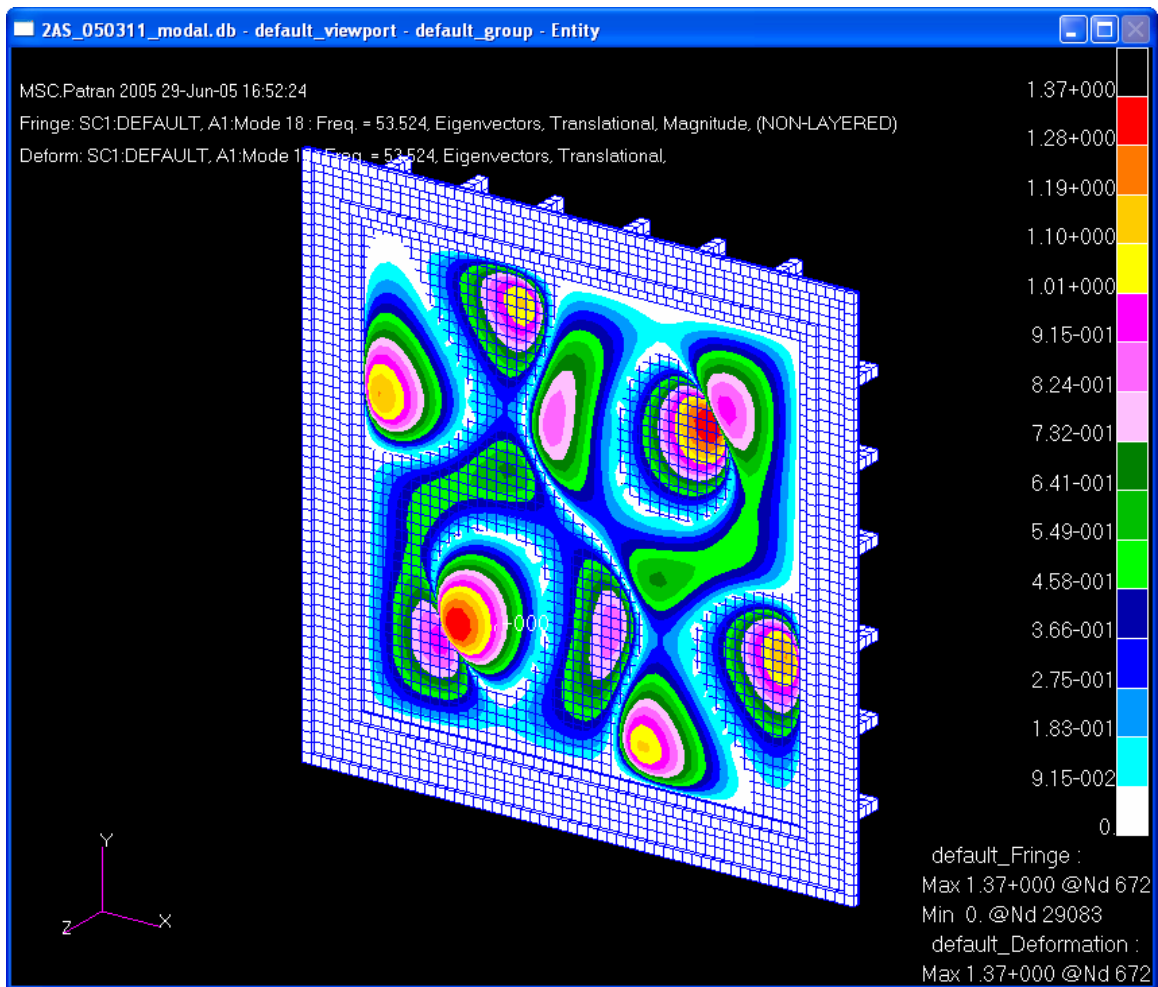 2AS_050311_modal.db - default_viewport - default_group - Entity
MSC.Patran 2005 29-Jun-05 16:52:24
Fringe: SC1:DEFAULT, A1:Mode 18 : Freq. = 53.524, Eigenvectors, Translational, Magnitude, (NON-LAYERED)
Deform: SC1:DEFAULT, A1:Mode Freq. = 53.524, Eigenvectors, Translational,
1.37+000
1.28+000
1.19+000
1.10+000
1.01+000
9.15-001
8.24-001
7.32-001
6.41-001
5.49-001
4.58-001
3.66-001
2.75-001
1.83-001
9.15-002
0.
Y
Z
X
default_Fringe :
Max 1.37+000 @Nd 672
Min 0. @Nd 29083
default_Deformation :
Max 1.37+000 @Nd 672